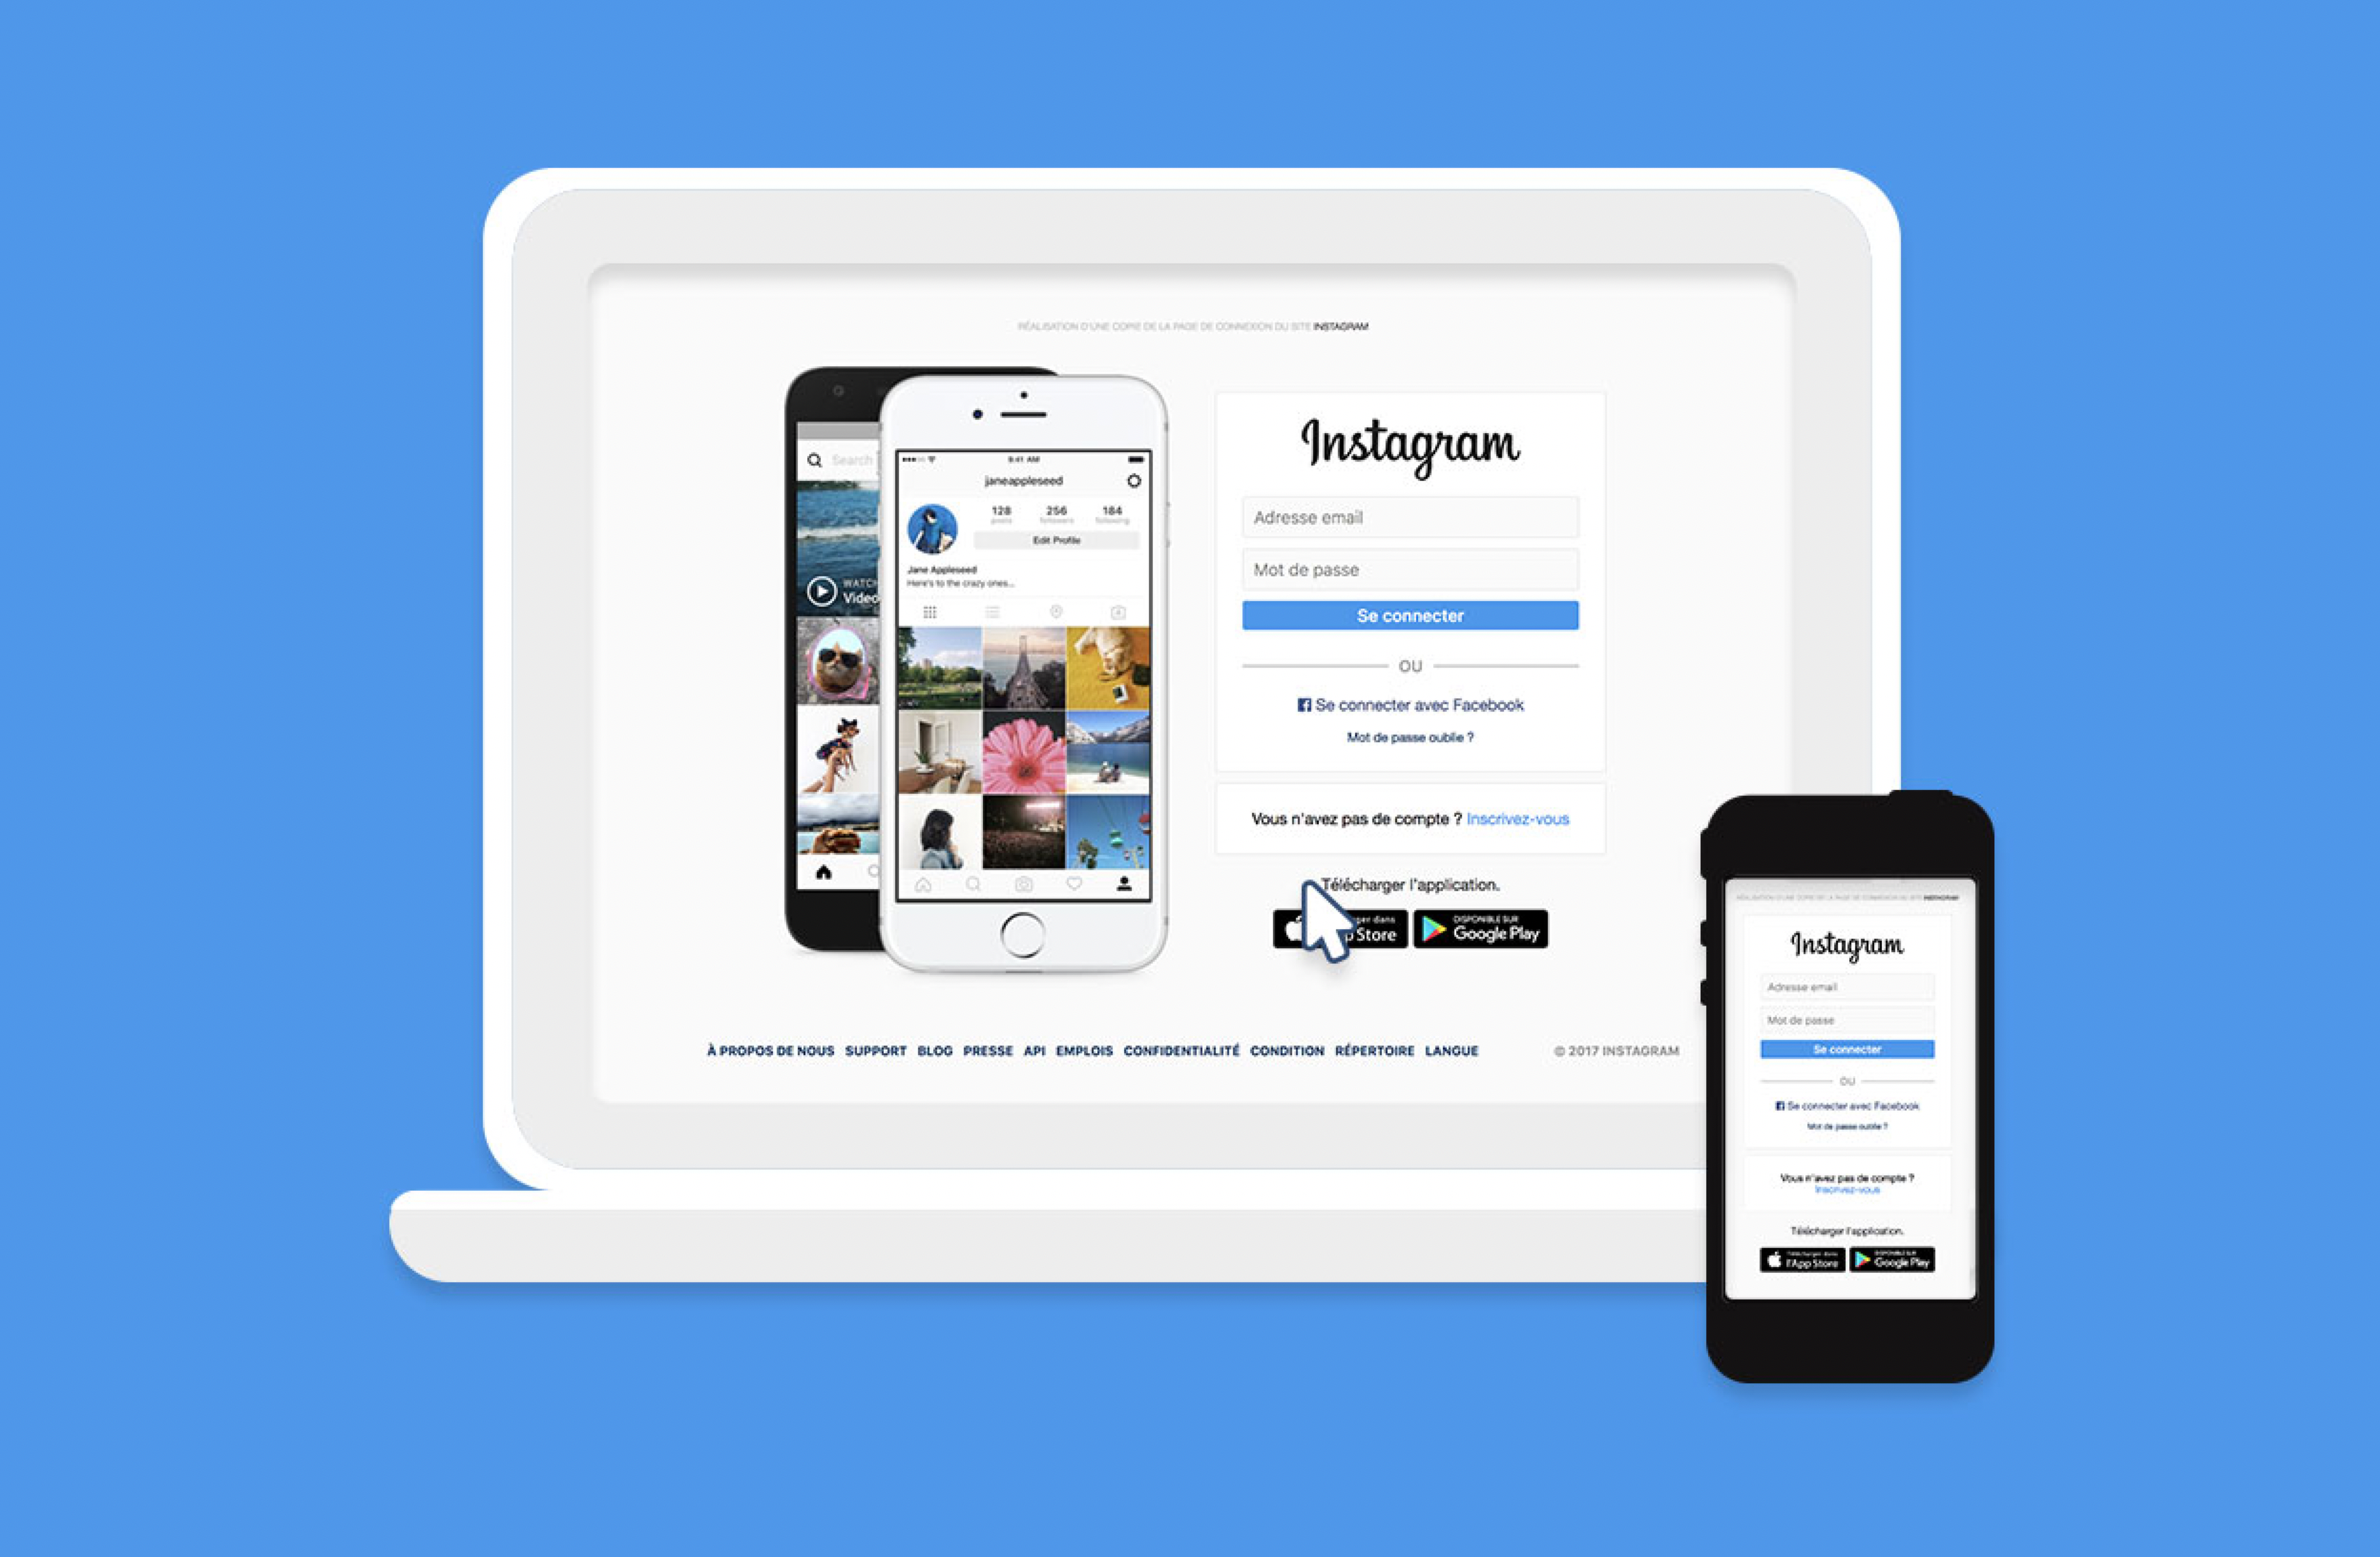 RÉALISATION D'UNE COPIE DE LA PAGE DE CONNEXION DU SITE INSTAGRAM
Search
WATCH
Video
9:41 AM
janeappleseed
128 256 184
posts followers following
Edit Profile
Jane Appleseed
Here's to the crazy ones...
Instagram
Adresse email
Mot de passe
Se connecter
OU
Se connecter avec Facebook
Mot de passe oublie ?
Vous n'avez pas de compte ? Inscrivez-vous
Télécharger l'application.
Store
DISPONIBLE SUR
Google Play
À PROPOS DE NOUS SUPPORT BLOG PRESSE API EMPLOIS CONFIDENTIALITÉ CONDITION RÉPERTOIRE LANGUE © 2017 INSTAGRAM
RÉALISATION D'UNE COPIE DE LA PAGE DE CONNEXION DU SITE INSTAGRAM
Instagram
Adresse email
Mot de passe
Se connecter
OU
Se connecter avec Facebook
Mot de passe oublie ?
Vous n'avez pas de compte ?
Inscrivez-vous
Télécharger l'application.
Télécharger dans
l'App Store
DISPONIBLE SUR
Google Play